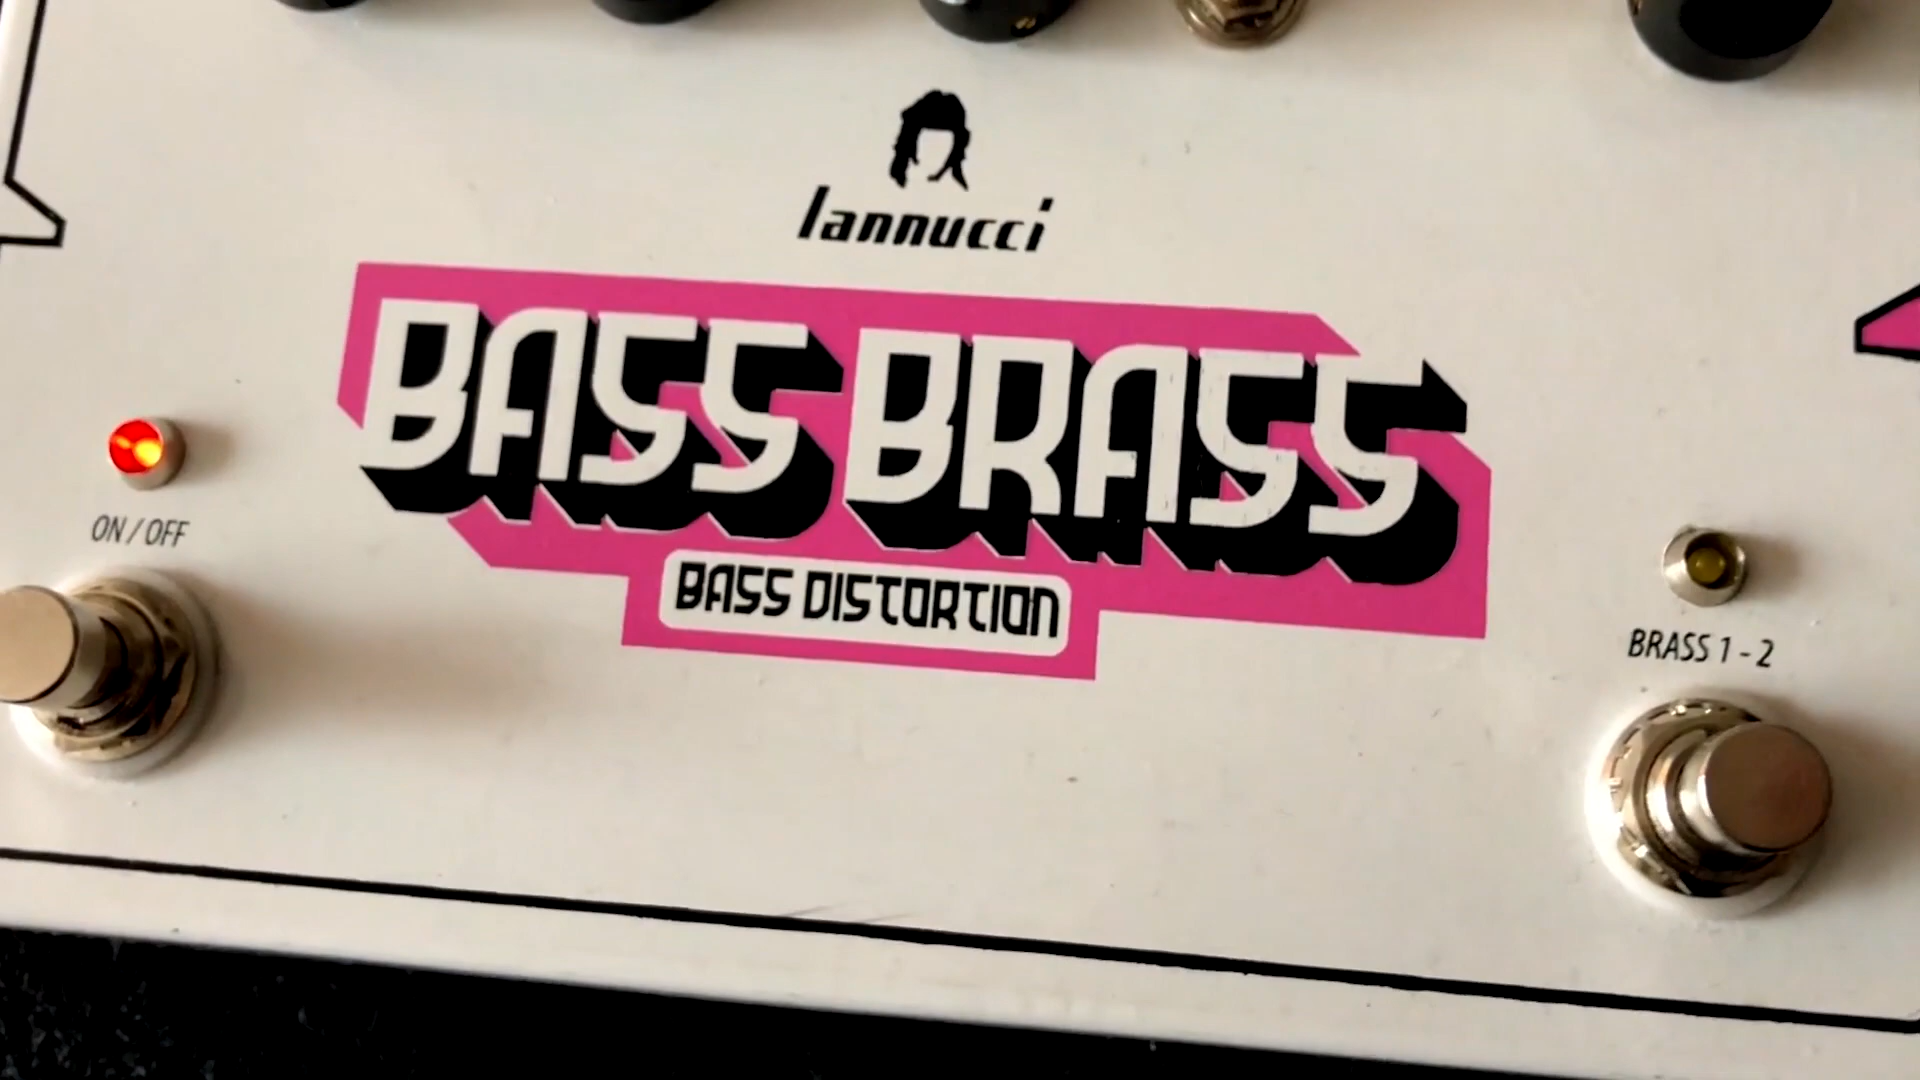 Iannucci
BASS BRASS
BASS DISTORTION
ON / OFF
BRASS 1 - 2